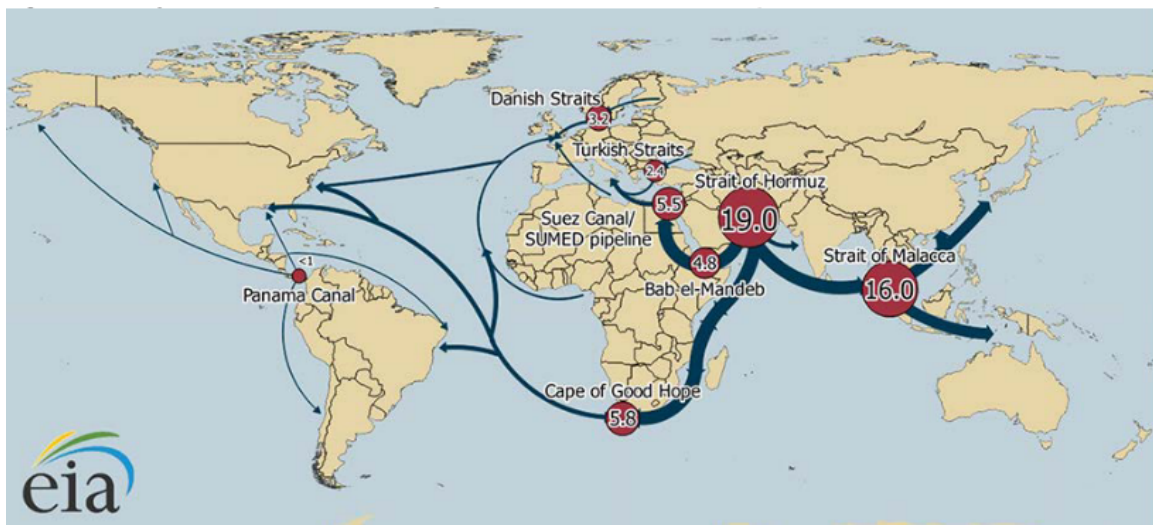 Danish Straits
3.2
Turkish Straits
2.4
Strait of Hormuz
5.5
19.0
Suez Canal/
SUMED pipeline
Strait of Malacca
4.8
<1
16.0
Panama Canal
Bab el-Mandeb
Cape of Good Hope
5.8
eia